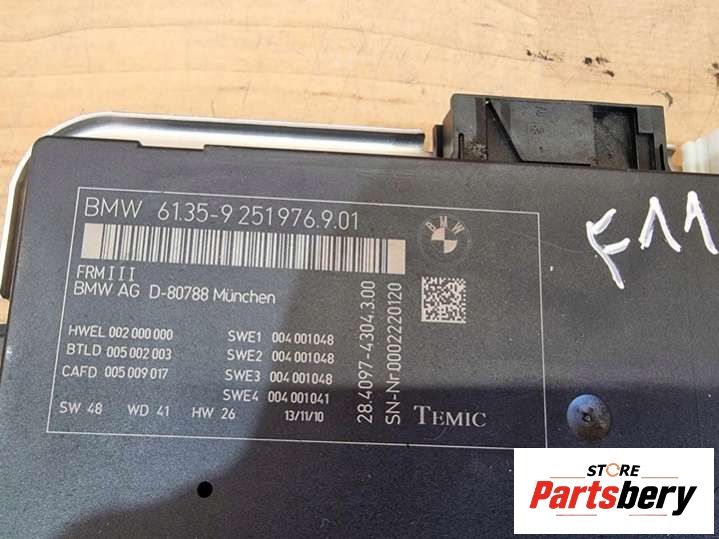 BMW 61.35-9 251976.9.01
BMW
FRM III
BMW AG D-80788 München
HWEL 002 000 000
BTLD 005 002 003
CAFD 005 009 017
SWE1 004 001048
SWE2 004 001048
SWE3 004 001048
SWE4 004 001041
SW 48 WD 41 HW 26 13/11/10
28.4097-4304.3.00
SN-Nr.0002220120
TEMIC
F11
STORE
Partsbery